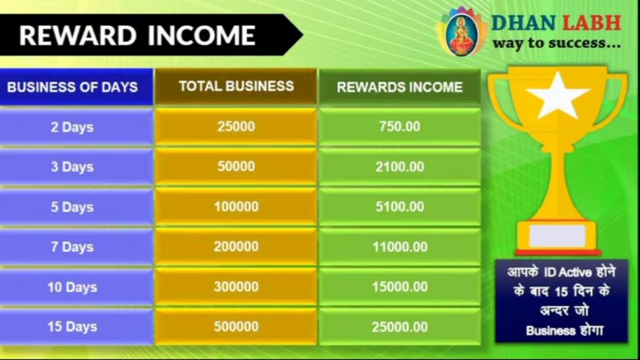 REWARD INCOME
DHAN LABH
way to success...
BUSINESS OF DAYS TOTAL BUSINESS REWARDS INCOME
2 Days 25000 750.00
3 Days 50000 2100.00
5 Days 100000 5100.00
7 Days 200000 11000.00
10 Days 300000 15000.00
15 Days 500000 25000.00
आपके ID Active होने
के बाद 15 दिन के
अन्दर जो
Business होगा